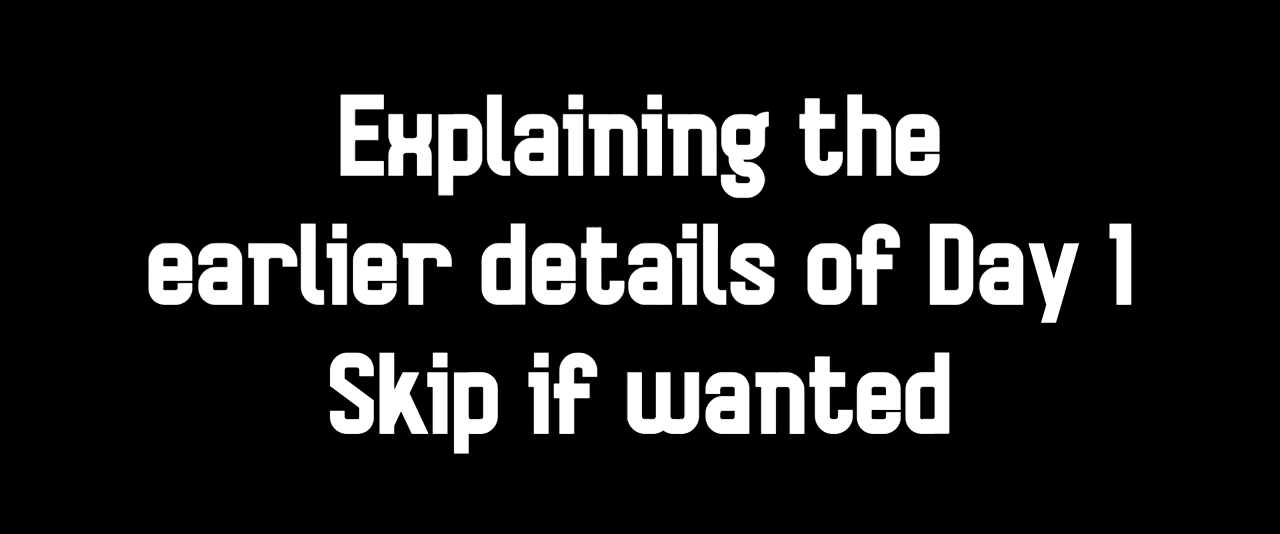 Explaining the
earlier details of Day 1
Skip if wanted